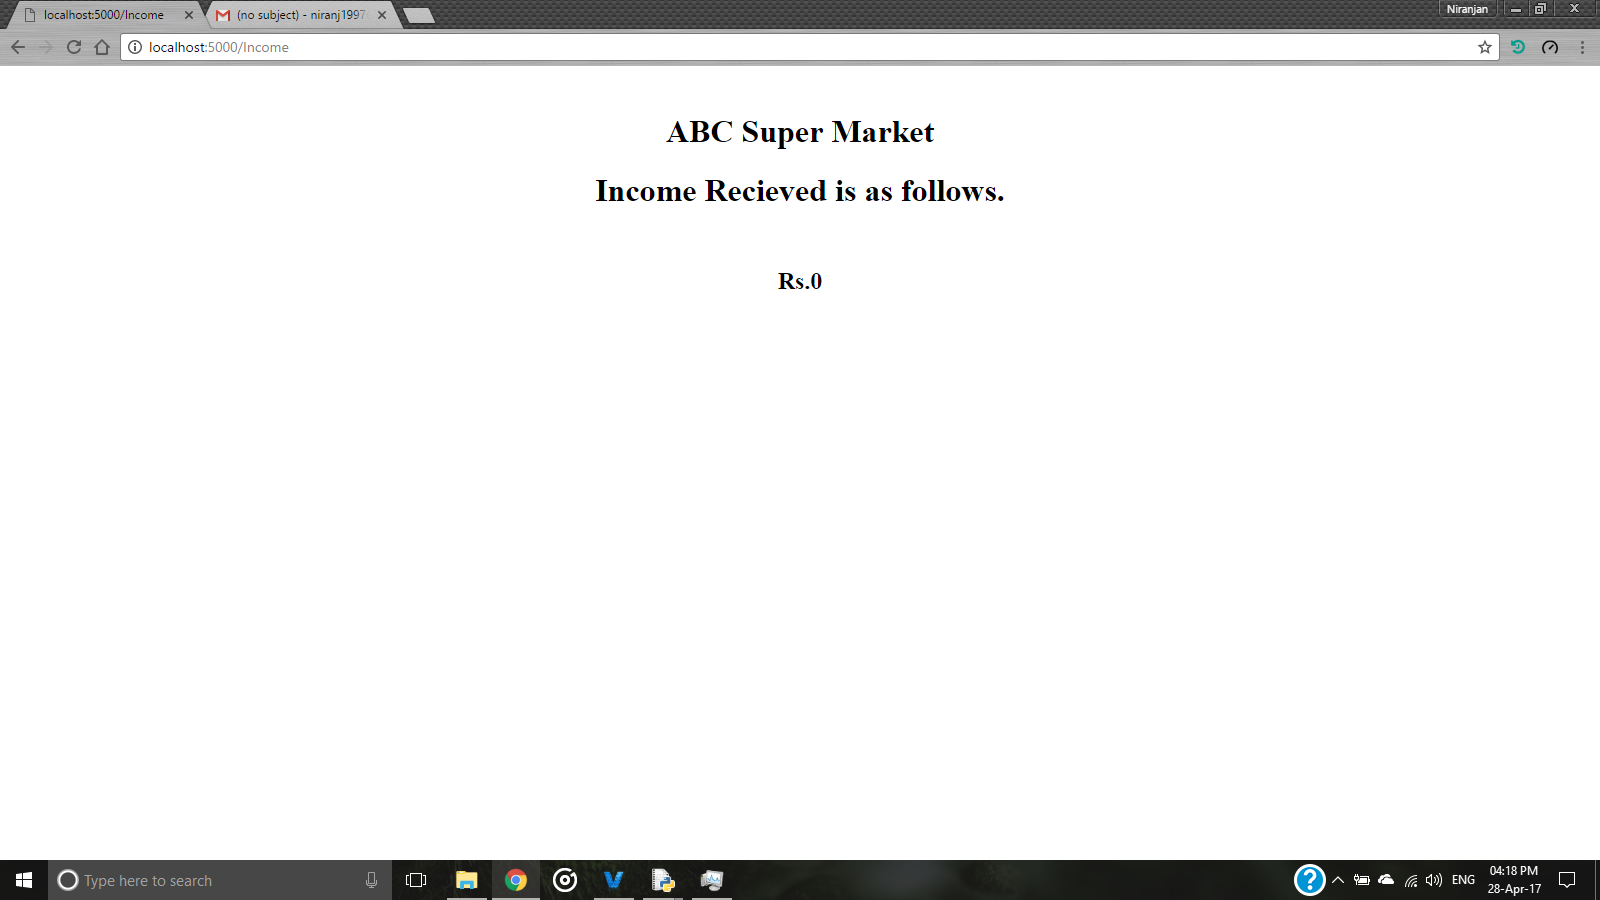 localhost:5000/Income
(no subject) - niranj1997
Niranjan
localhost:5000/Income
ABC Super Market
Income Recieved is as follows.
Rs.0
Type here to search
ENG
04:18 PM
28-Apr-17